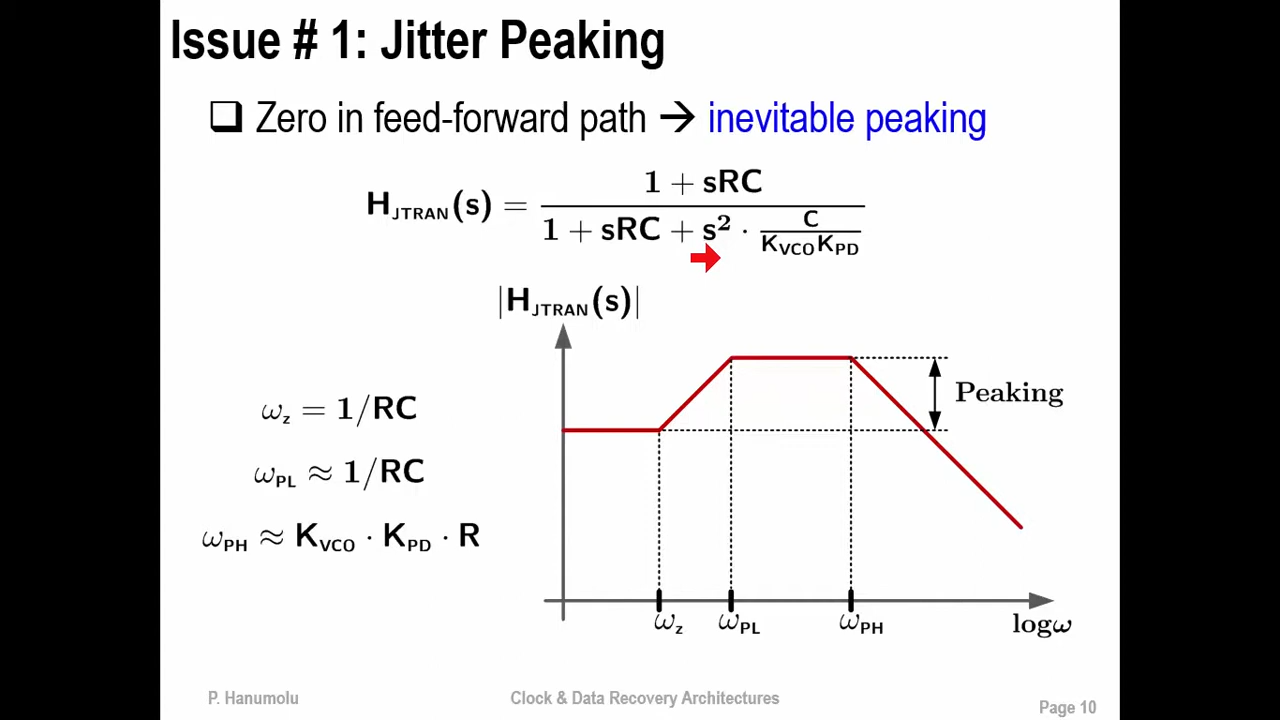 Issue # 1: Jitter Peaking
❑ Zero in feed-forward path → inevitable peaking
H_JTRAN(s) = (1 + sRC) / (1 + sRC + s² · C / (K_VCO K_PD))
|H_JTRAN(s)|
Peaking
ω_z = 1/RC
ω_PL ≈ 1/RC
ω_PH ≈ K_VCO · K_PD · R
ω_z ω_PL ω_PH logω
P. Hanumolu Clock & Data Recovery Architectures Page 10